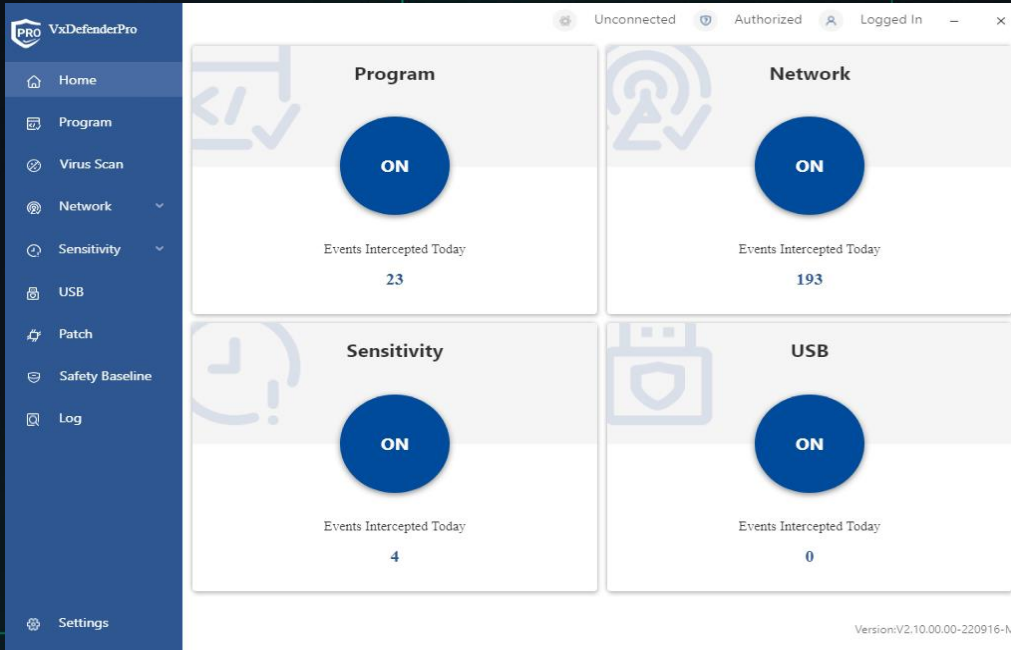 PRO VxDefenderPro
Unconnected Authorized Logged In
Home
Program
Virus Scan
Network
Sensitivity
USB
Patch
Safety Baseline
Log
Settings
Program
ON
Events Intercepted Today
23
Network
ON
Events Intercepted Today
193
Sensitivity
ON
Events Intercepted Today
4
USB
ON
Events Intercepted Today
0
Version:V2.10.00.00-220916-M